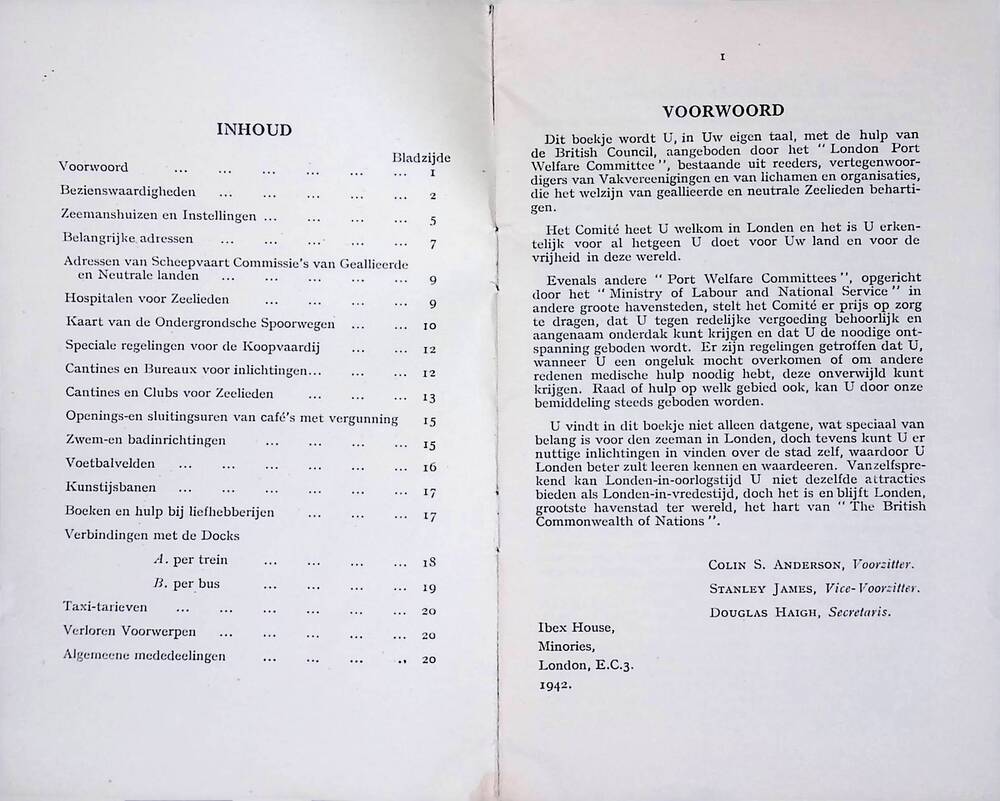 INHOUD
Bladzijde
Voorwoord ... ... ... ... ... ... 1
Bezienswaardigheden ... ... ... ... ... 2
Zeemanshuizen en Instellingen ... ... ... ... 5
Belangrijke adressen ... ... ... ... ... 7
Adressen van Scheepvaart Commissie's van Geallieerde
en Neutrale landen ... ... ... ... ... 9
Hospitalen voor Zeelieden ... ... ... ... 9
Kaart van de Ondergrondsche Spoorwegen ... ... 10
Speciale regelingen voor de Koopvaardij ... ... 12
Cantines en Bureaux voor inlichtingen... ... ... 12
Cantines en Clubs voor Zeelieden ... ... ... 13
Openings-en sluitingsuren van café's met vergunning 15
Zwem-en badinrichtingen ... ... ... ... 15
Voetbalvelden ... ... ... ... ... ... 16
Kunstijsbanen ... ... ... ... ... ... 17
Boeken en hulp bij liefhebberijen ... ... ... 17
Verbindingen met de Docks
A. per trein ... ... ... ... 18
B. per bus ... ... ... ... 19
Taxi-tarieven ... ... ... ... ... ... 20
Verloren Voorwerpen ... ... ... ... ... 20
Algemeene mededeelingen ... ... ... .. 20
1
VOORWOORD
Dit boekje wordt U, in Uw eigen taal, met de hulp van
de British Council, aangeboden door het " London Port
Welfare Committee ", bestaande uit reeders, vertegenwoor-
digers van Vakvereenigingen en van lichamen en organisaties,
die het welzijn van geallieerde en neutrale Zeelieden beharti-
gen.
Het Comité heet U welkom in Londen en het is U erken-
telijk voor al hetgeen U doet voor Uw land en voor de
vrijheid in deze wereld.
Evenals andere " Port Welfare Committees ", opgericht
door het " Ministry of Labour and National Service " in
andere groote havensteden, stelt het Comité er prijs op zorg
te dragen, dat U tegen redelijke vergoeding behoorlijk en
aangenaam onderdak kunt krijgen en dat U de noodige ont-
spanning geboden wordt. Er zijn regelingen getroffen dat U,
wanneer U een ongeluk mocht overkomen of om andere
redenen medische hulp noodig hebt, deze onverwijld kunt
krijgen. Raad of hulp op welk gebied ook, kan U door onze
bemiddeling steeds geboden worden.
U vindt in dit boekje niet alleen datgene, wat speciaal van
belang is voor den zeeman in Londen, doch tevens kunt U er
nuttige inlichtingen in vinden over de stad zelf, waardoor U
Londen beter zult leeren kennen en waardeeren. Vanzelfspre-
kend kan Londen-in-oorlogstijd U niet dezelfde attracties
bieden als Londen-in-vredestijd, doch het is en blijft Londen,
grootste havenstad ter wereld, het hart van " The British
Commonwealth of Nations ".
COLIN S. ANDERSON, Voorzitter.
STANLEY JAMES, Vice-Voorzitter.
DOUGLAS HAIGH, Secretaris.
Ibex House,
Minories,
London, E.C.3.
1942.